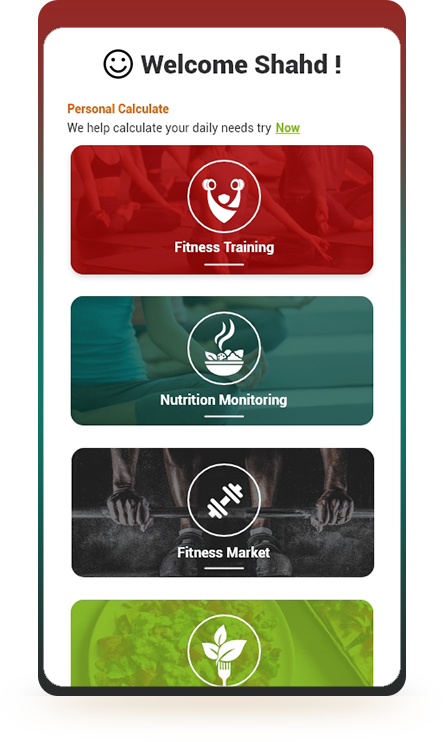 Welcome Shahd !
Personal Calculate
We help calculate your daily needs try Now
Fitness Training
Nutrition Monitoring
Fitness Market